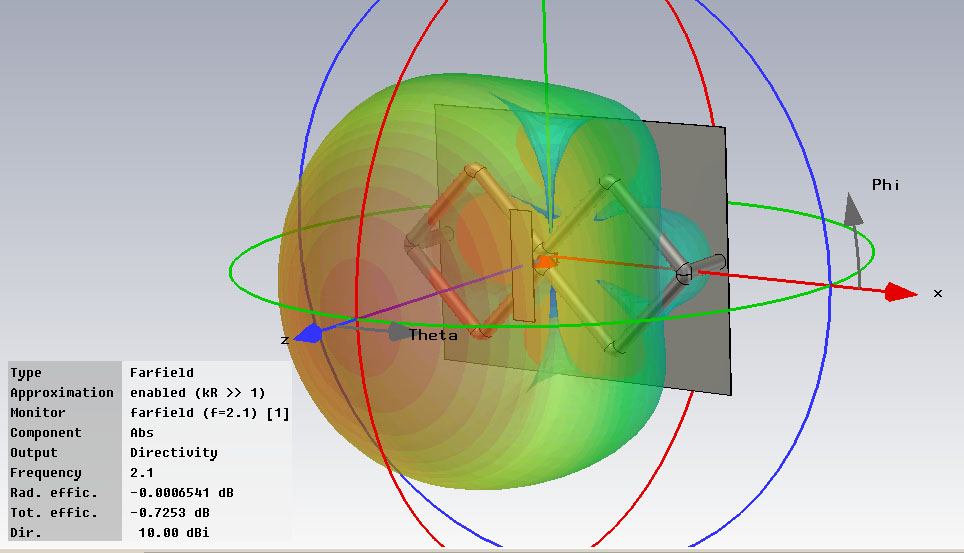 Phi
x
z
Theta
Type Farfield
Approximation enabled (kR >> 1)
Monitor farfield (f=2.1) [1]
Component Abs
Output Directivity
Frequency 2.1
Rad. effic. -0.0006541 dB
Tot. effic. -0.7253 dB
Dir. 10.00 dBi